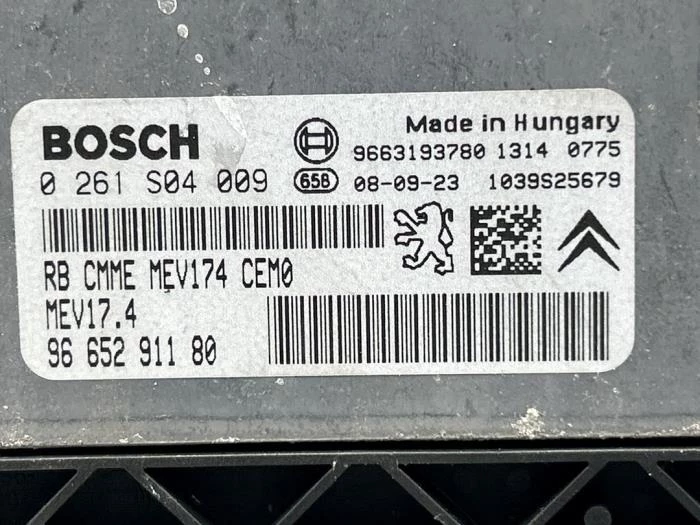 BOSCH
Made in Hungary
9663193780 1314 0775
0 261 S04 009
658
08-09-23 1039S25679
RB CMME MEV174 CEM0
MEV17.4
96 652 911 80